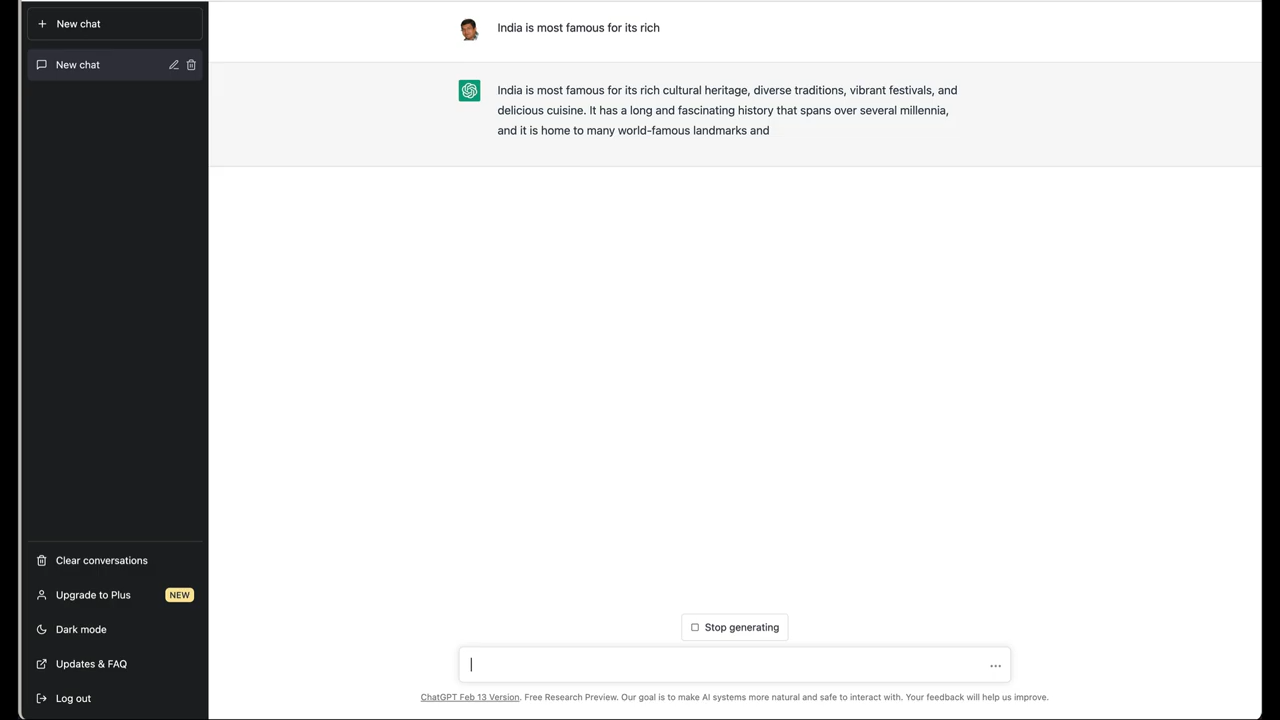 New chat
New chat
Clear conversations
Upgrade to Plus NEW
Dark mode
Updates & FAQ
Log out
India is most famous for its rich
India is most famous for its rich cultural heritage, diverse traditions, vibrant festivals, and
delicious cuisine. It has a long and fascinating history that spans over several millennia,
and it is home to many world-famous landmarks and
Stop generating
ChatGPT Feb 13 Version. Free Research Preview. Our goal is to make AI systems more natural and safe to interact with. Your feedback will help us improve.